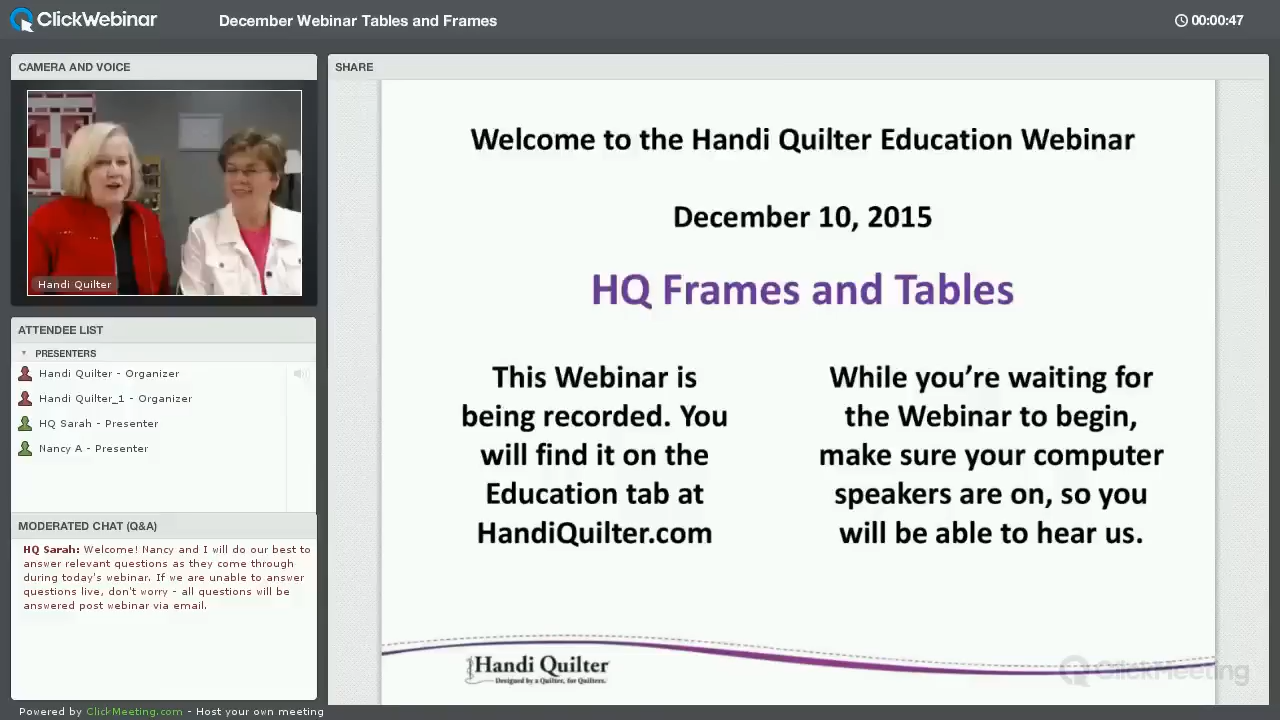 ClickWebinar
December Webinar Tables and Frames
00:00:47
CAMERA AND VOICE
Handi Quilter
ATTENDEE LIST
PRESENTERS
Handi Quilter - Organizer
Handi Quilter_1 - Organizer
HQ Sarah - Presenter
Nancy A - Presenter
MODERATED CHAT (Q&A)
HQ Sarah: Welcome! Nancy and I will do our best to
answer relevant questions as they come through
during today's webinar. If we are unable to answer
questions live, don't worry - all questions will be
answered post webinar via email.
SHARE
Welcome to the Handi Quilter Education Webinar
December 10, 2015
HQ Frames and Tables
This Webinar is
being recorded. You
will find it on the
Education tab at
HandiQuilter.com
While you’re waiting for
the Webinar to begin,
make sure your computer
speakers are on, so you
will be able to hear us.
Handi Quilter
Designed by a Quilter, for Quilters.
ClickMeeting
Powered by ClickMeeting.com - Host your own meeting